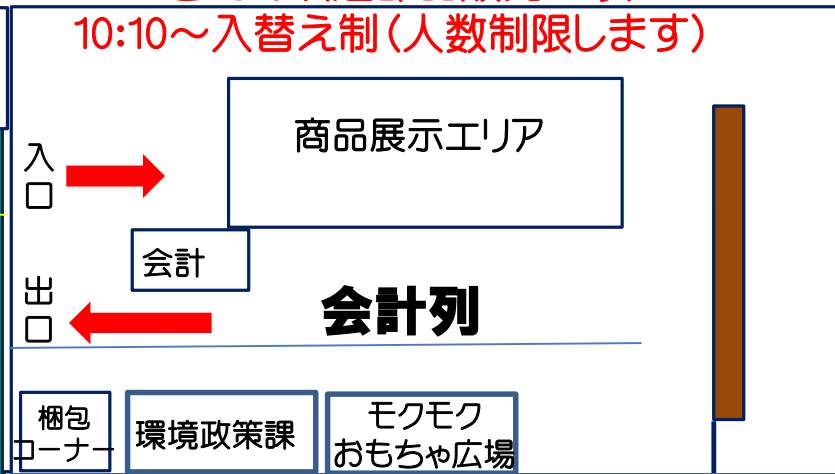 10:10～入替え制(人数制限します)
商品展示エリア
入口
会計
出口
会計列
梱包
コーナー
環境政策課
モクモク
おもちゃ広場